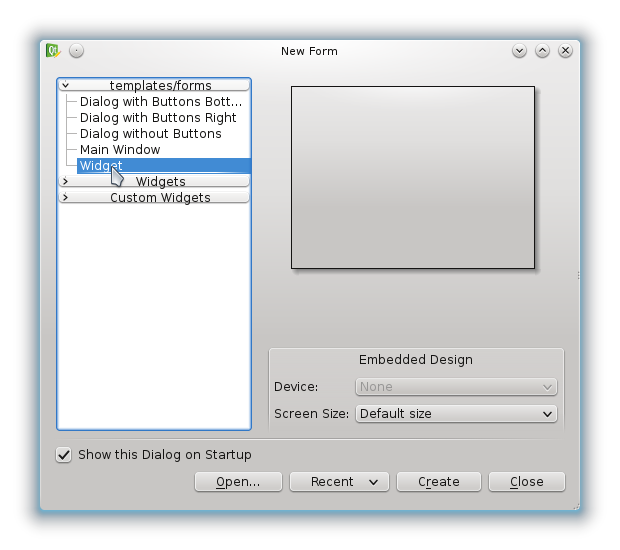 New Form
templates/forms
Dialog with Buttons Bott...
Dialog with Buttons Right
Dialog without Buttons
Main Window
Widget
Widgets
Custom Widgets
Embedded Design
Device: None
Screen Size: Default size
Show this Dialog on Startup
Open... Recent Create Close